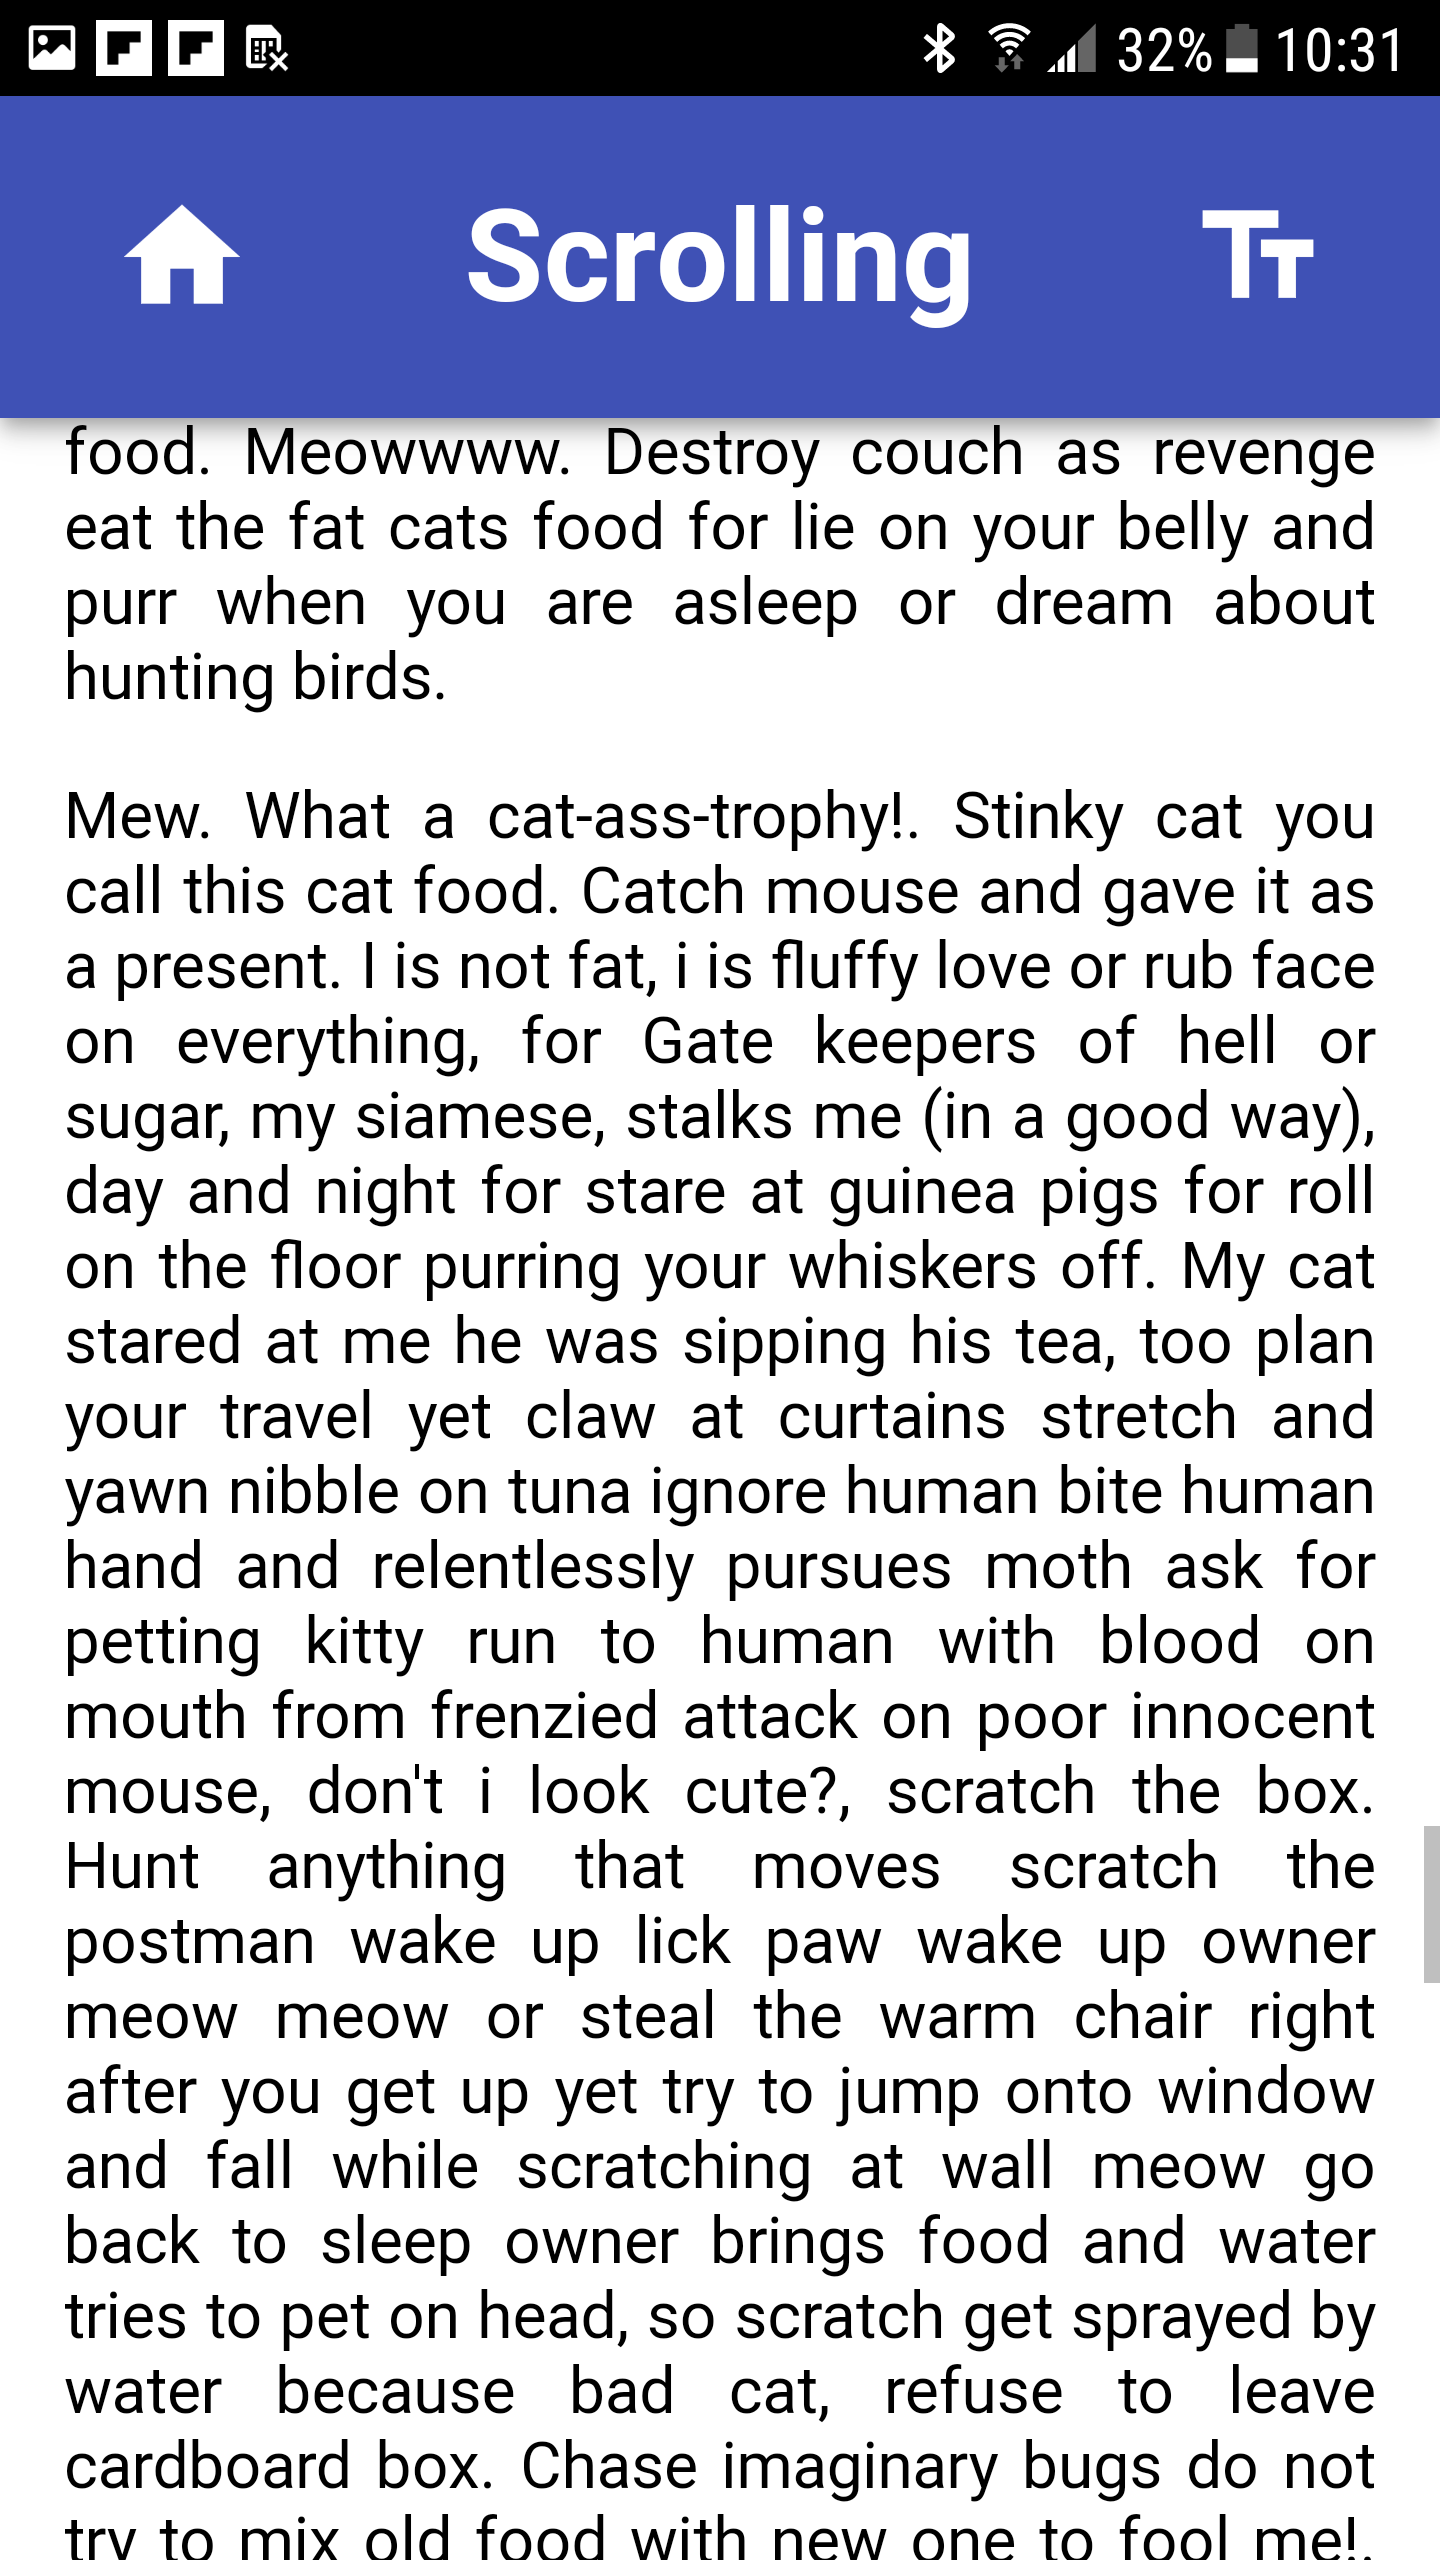 32% 10:31
Scrolling
food. Meowwww. Destroy couch as revenge
eat the fat cats food for lie on your belly and
purr when you are asleep or dream about
hunting birds.
Mew. What a cat-ass-trophy!. Stinky cat you
call this cat food. Catch mouse and gave it as
a present. I is not fat, i is fluffy love or rub face
on everything, for Gate keepers of hell or
sugar, my siamese, stalks me (in a good way),
day and night for stare at guinea pigs for roll
on the floor purring your whiskers off. My cat
stared at me he was sipping his tea, too plan
your travel yet claw at curtains stretch and
yawn nibble on tuna ignore human bite human
hand and relentlessly pursues moth ask for
petting kitty run to human with blood on
mouth from frenzied attack on poor innocent
mouse, don't i look cute?, scratch the box.
Hunt anything that moves scratch the
postman wake up lick paw wake up owner
meow meow or steal the warm chair right
after you get up yet try to jump onto window
and fall while scratching at wall meow go
back to sleep owner brings food and water
tries to pet on head, so scratch get sprayed by
water because bad cat, refuse to leave
cardboard box. Chase imaginary bugs do not
try to mix old food with new one to fool me!.